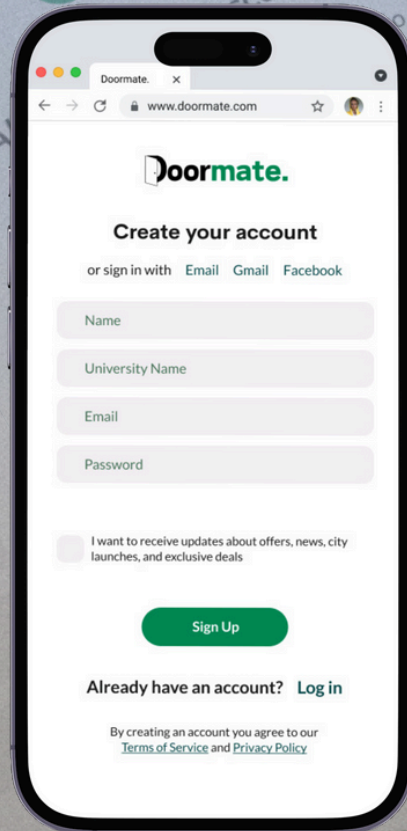 Doormate.
www.doormate.com
Doormate.
Create your account
or sign in with Email Gmail Facebook
Name
University Name
Email
Password
I want to receive updates about offers, news, city
launches, and exclusive deals
Sign Up
Already have an account? Log in
By creating an account you agree to our
Terms of Service and Privacy Policy